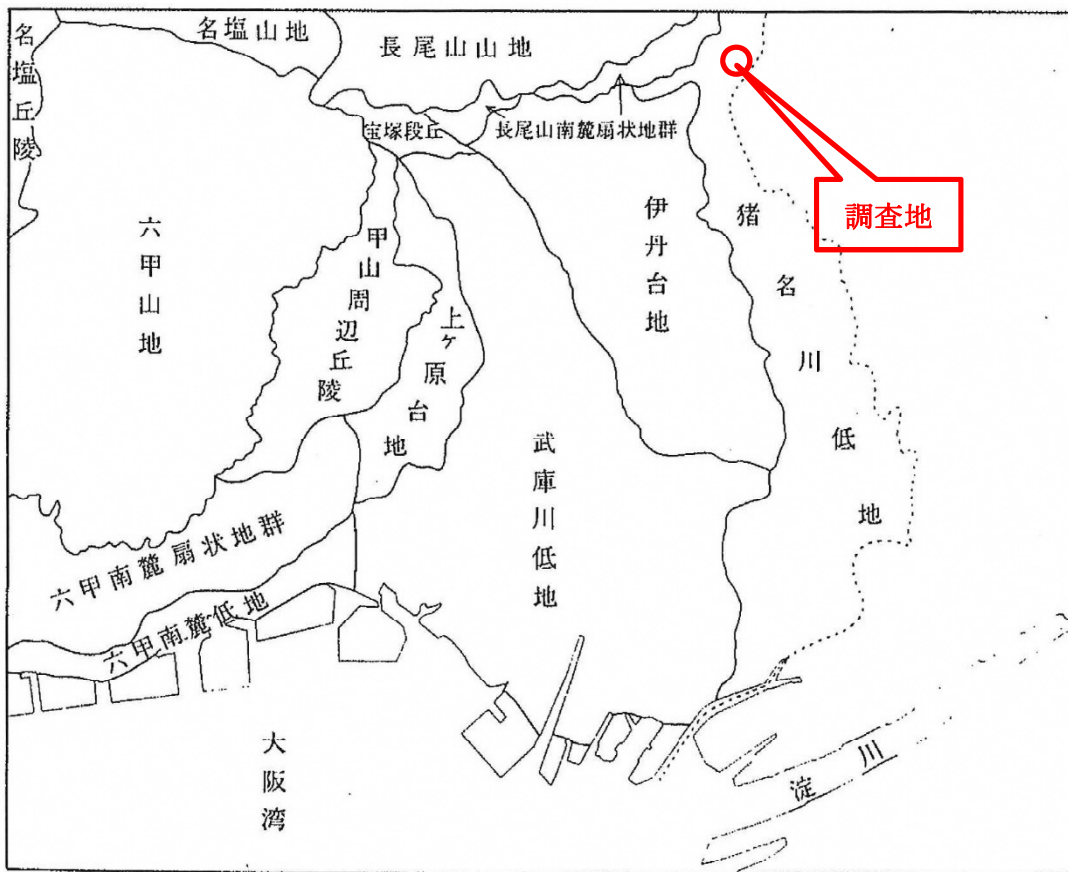 名塩丘陵
名塩山地
長尾山山地
宝塚段丘
長尾山南麓扇状地群
調査地
六甲山地
甲山周辺丘陵
上ヶ原台地
伊丹台地
猪名川低地
武庫川低地
六甲南麓扇状地群
六甲南麓低地
大阪湾
淀川